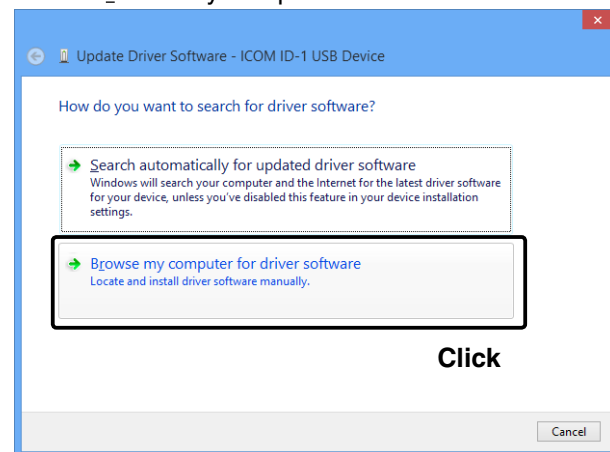 Update Driver Software - ICOM ID-1 USB Device
How do you want to search for driver software?
Search automatically for updated driver software
Windows will search your computer and the Internet for the latest driver software
for your device, unless you've disabled this feature in your device installation
settings.
Browse my computer for driver software
Locate and install driver software manually.
Click
Cancel